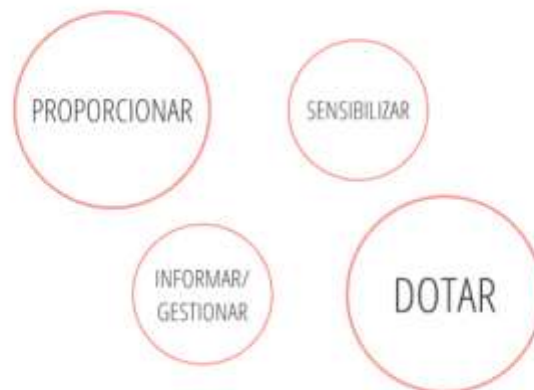 PROPORCIONAR
SENSIBILIZAR
INFORMAR/
GESTIONAR
DOTAR